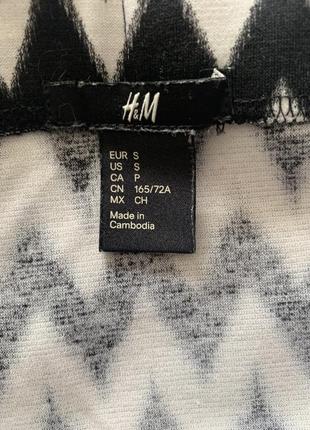 H&M
EUR S
US S
CA P
CN 165/72A
MX CH
Made in
Cambodia